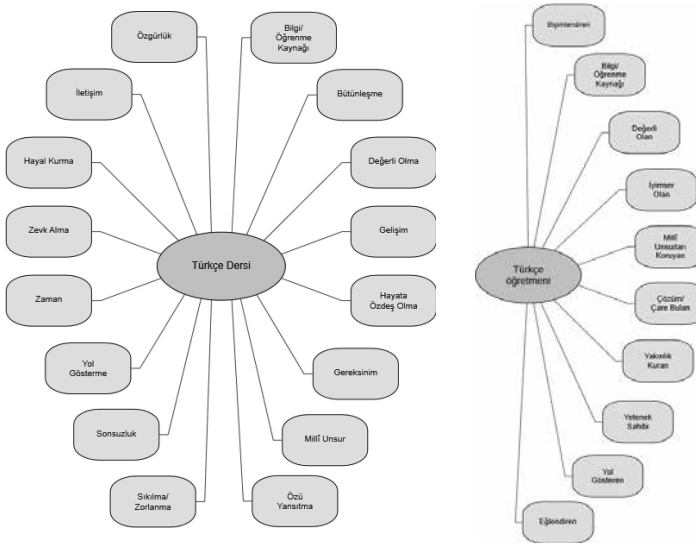 Özgürlük
Bilgi/
Öğrenme
Kaynağı
İletişim
Bütünleşme
Hayal Kurma
Değerli Olma
Zevk Alma
Gelişim
Türkçe Dersi
Zaman
Hayata
Özdeş Olma
Yol
Gösterme
Gereksinim
Sonsuzluk
Millî Unsur
Sıkılma/
Zorlanma
Özü
Yansıtma
Biçimlendiren
Bilgi/
Öğrenme
Kaynağı
Değerli
Olan
İyimser
Olan
Millî
Unsurları
Koruyan
Türkçe
öğretmeni
Çözüm/
Çare Bulan
Yakınlık
Kuran
Yetenek
Sahibi
Yol
Gösteren
Eğlendiren